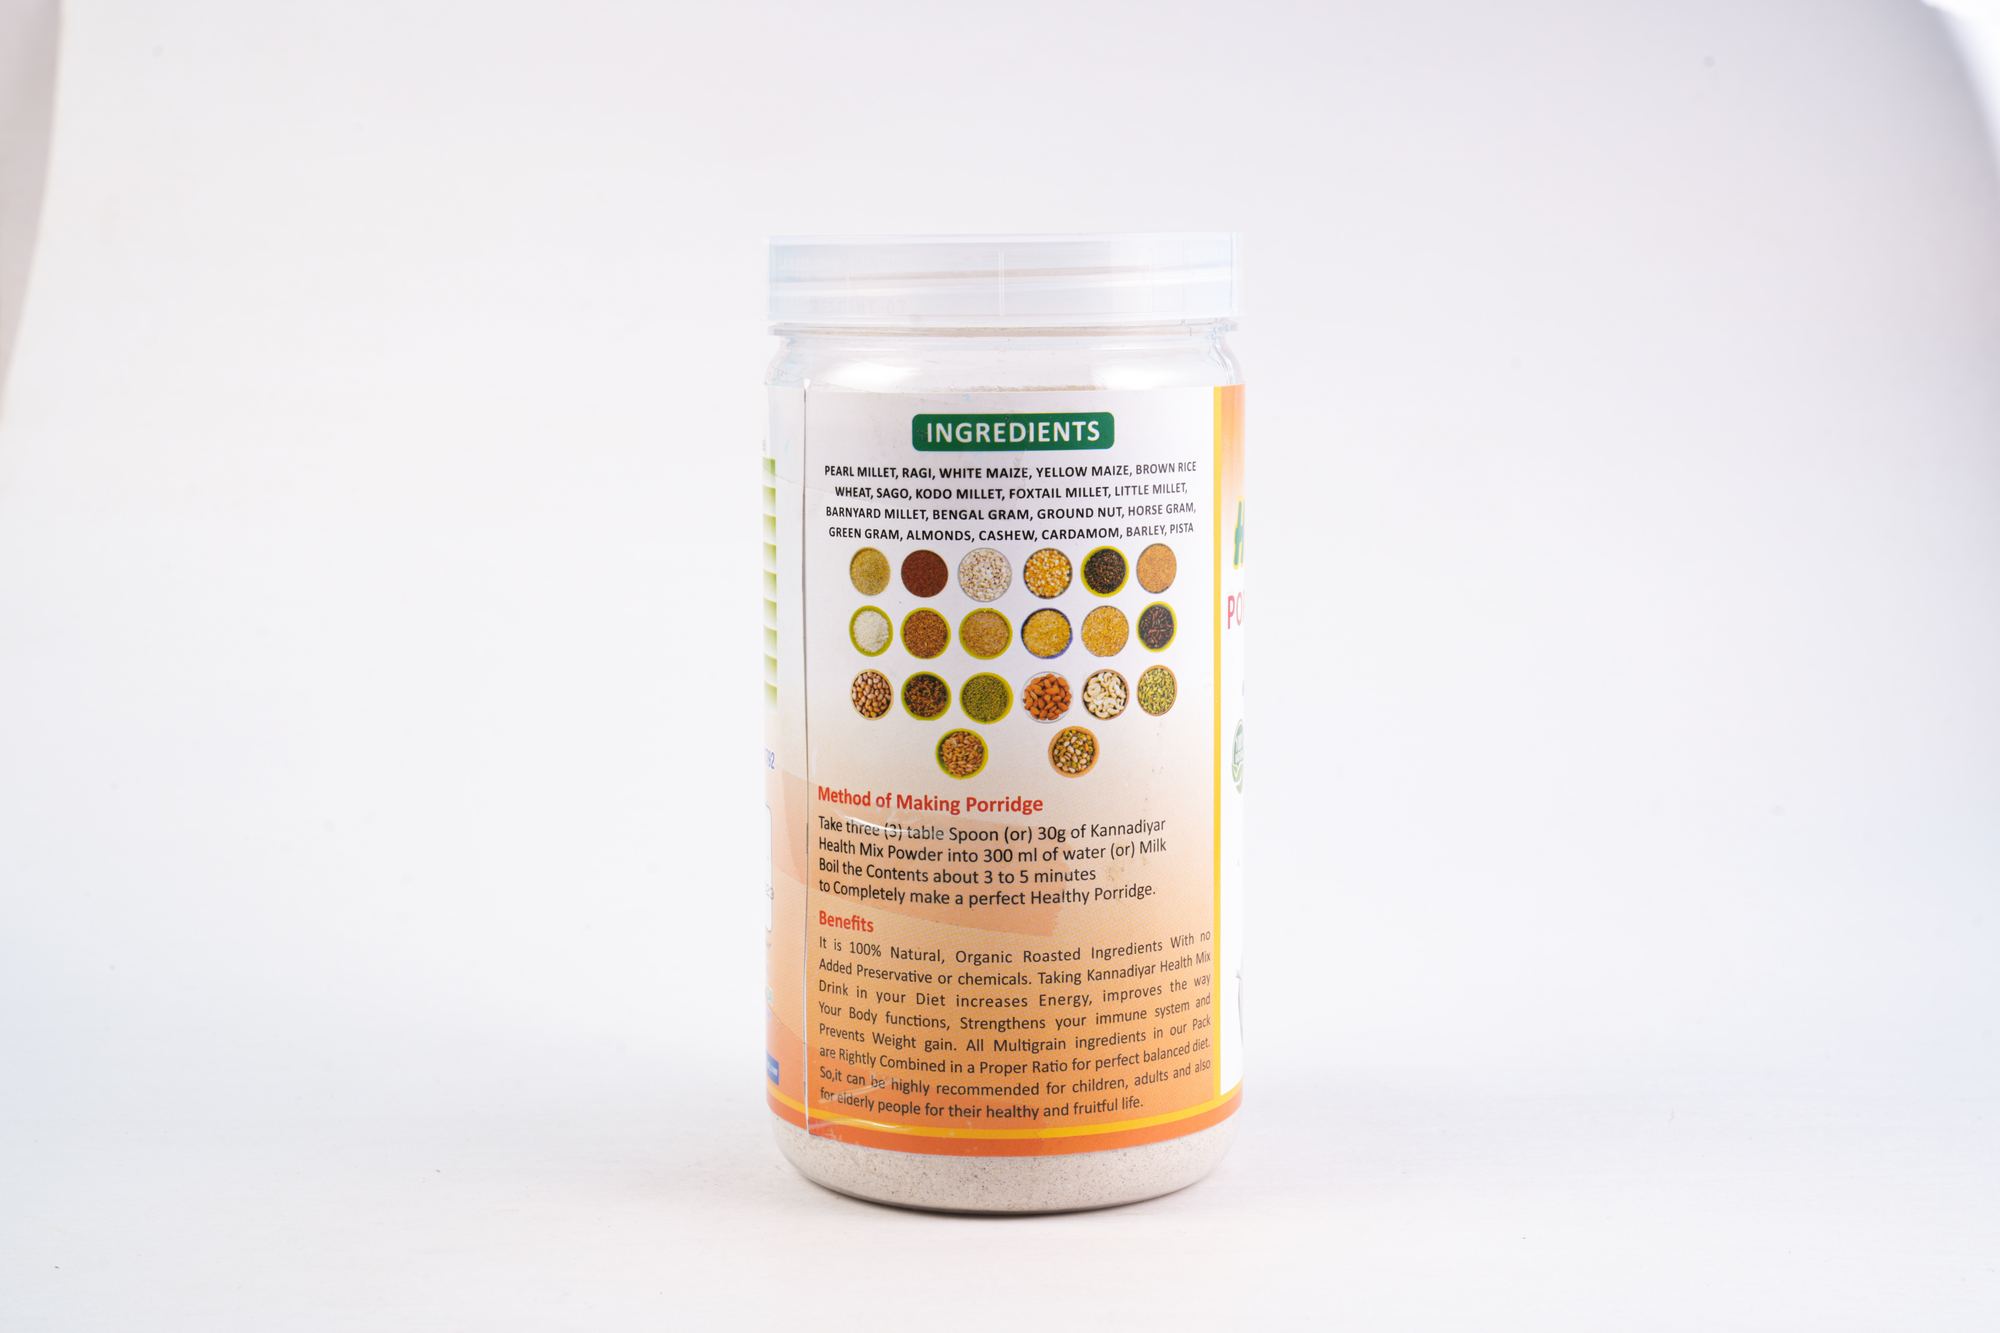 INGREDIENTS
PEARL MILLET, RAGI, WHITE MAIZE, YELLOW MAIZE, BROWN RICE
WHEAT, SAGO, KODO MILLET, FOXTAIL MILLET, LITTLE MILLET,
BARNYARD MILLET, BENGAL GRAM, GROUND NUT, HORSE GRAM,
GREEN GRAM, ALMONDS, CASHEW, CARDAMOM, BARLEY, PISTA
Method of Making Porridge
Take three (3) table Spoon (or) 30g of Kannadiyar
Health Mix Powder into 300 ml of water (or) Milk
Boil the Contents about 3 to 5 minutes
to Completely make a perfect Healthy Porridge.
Benefits
It is 100% Natural, Organic Roasted Ingredients With no
Added Preservative or chemicals. Taking Kannadiyar Health Mix
Drink in your Diet increases Energy, improves the way
Your Body functions, Strengthens your immune system and
Prevents Weight gain. All Multigrain ingredients in our Pack
are Rightly Combined in a Proper Ratio for perfect balanced diet.
So,it can be highly recommended for children, adults and also
for elderly people for their healthy and fruitful life.